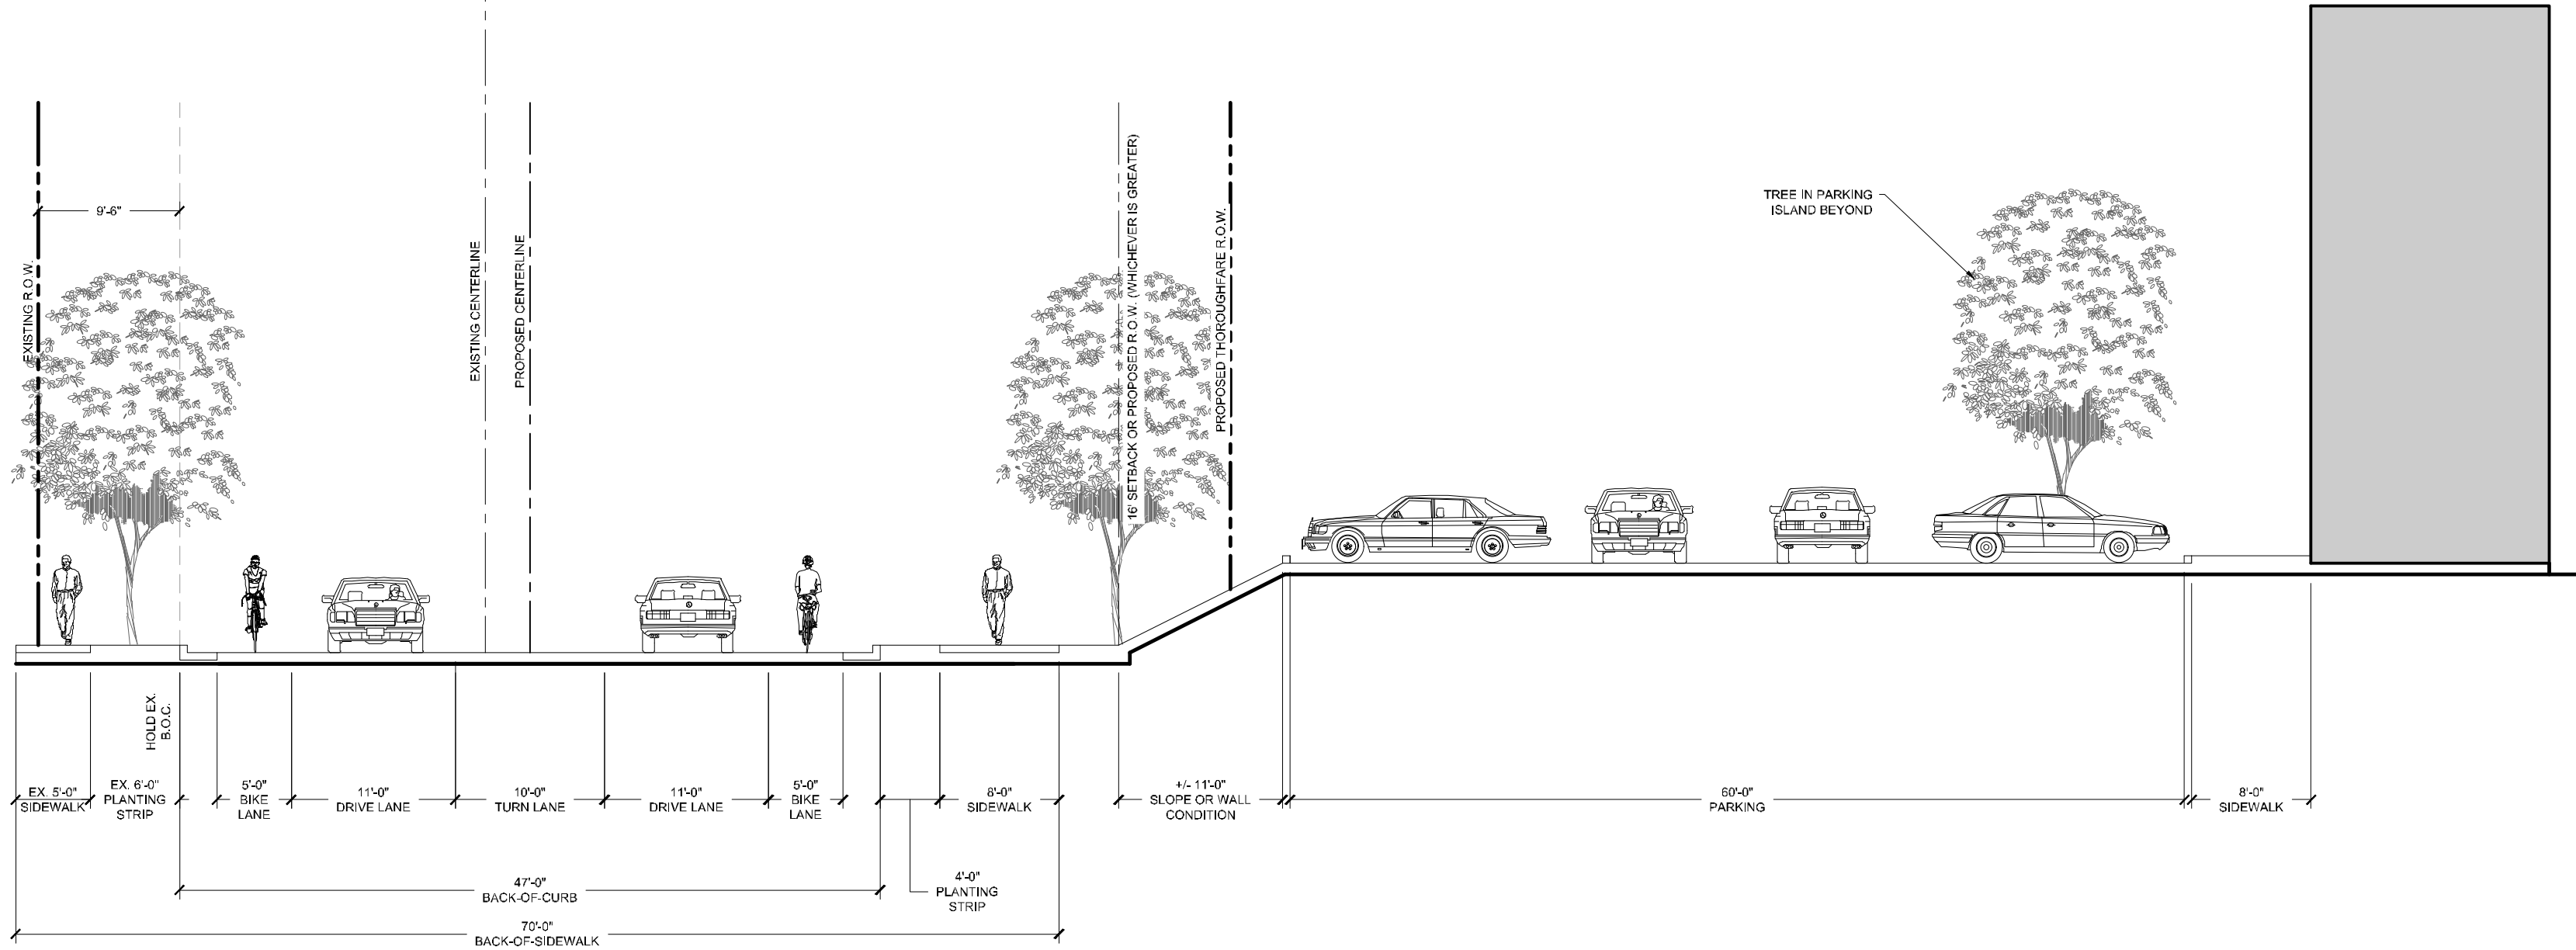 9'-6"
EXISTING R.O.W.
EXISTING CENTERLINE
PROPOSED CENTERLINE
16' SETBACK OR PROPOSED R.O.W. (WHICHEVER IS GREATER)
PROPOSED THOROUGHFARE R.O.W.
TREE IN PARKING
ISLAND BEYOND
HOLD EX.
B.O.C.
EX. 5'-0"
SIDEWALK
EX. 6'-0"
PLANTING
STRIP
5'-0"
BIKE
LANE
11'-0"
DRIVE LANE
10'-0"
TURN LANE
11'-0"
DRIVE LANE
5'-0"
BIKE
LANE
8'-0"
SIDEWALK
+/- 11'-0"
SLOPE OR WALL
CONDITION
60'-0"
PARKING
8'-0"
SIDEWALK
47'-0"
BACK-OF-CURB
4'-0"
PLANTING
STRIP
70'-0"
BACK-OF-SIDEWALK